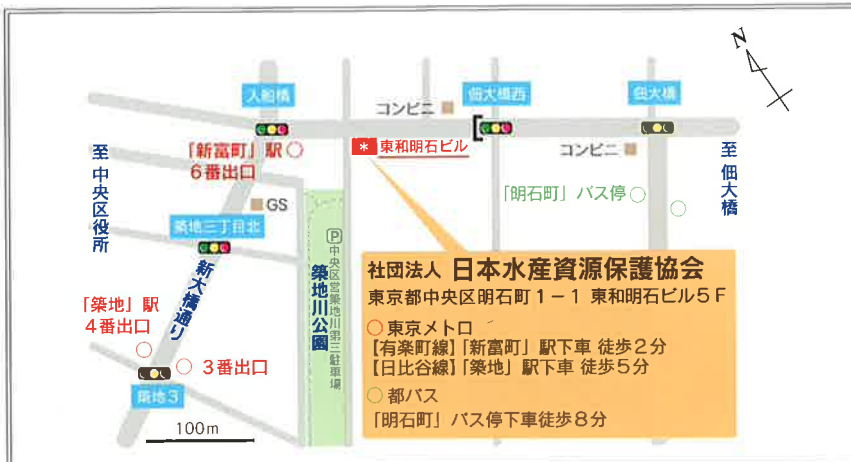 N
入船橋
コンビニ
佃大橋西
佃大橋
「新富町」駅
6番出口
* 東和明石ビル
コンビニ
至 中央区役所
至 佃大橋
「明石町」バス停
GS
築地三丁目北
新大橋通り
築地川公園
P 中央区営築地川第三駐車場
「築地」駅
4番出口
3番出口
築地3
100m
社団法人 日本水産資源保護協会
東京都中央区明石町1-1 東和明石ビル5F
東京メトロ
【有楽町線】「新富町」駅下車 徒歩2分
【日比谷線】「築地」駅下車 徒歩5分
都バス
「明石町」バス停下車徒歩8分